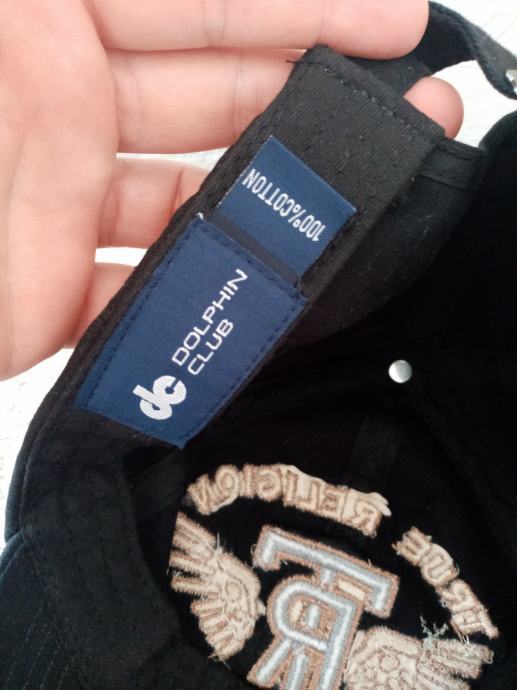 100%COTTON
dc DOLPHIN
CLUB
TRUE RELIGION
TR